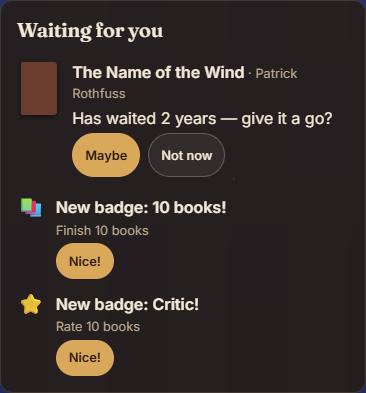 Waiting for you
The Name of the Wind · Patrick
Rothfuss
Has waited 2 years — give it a go?
Maybe Not now
New badge: 10 books!
Finish 10 books
Nice!
New badge: Critic!
Rate 10 books
Nice!